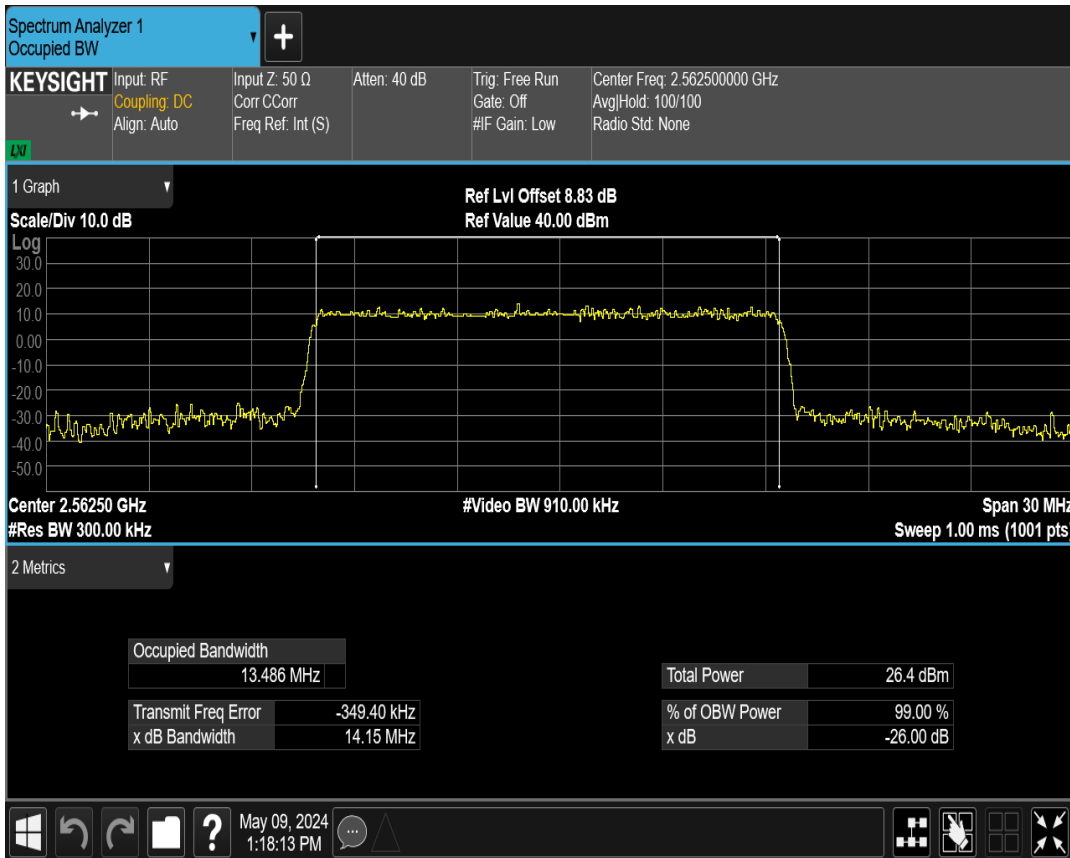 Spectrum Analyzer 1
Occupied BW
+
KEYSIGHT
LXI
Input: RF
Coupling: DC
Align: Auto
Input Z: 50 Ω
Corr CCorr
Freq Ref: Int (S)
Atten: 40 dB
Trig: Free Run
Gate: Off
#IF Gain: Low
Center Freq: 2.562500000 GHz
Avg|Hold: 100/100
Radio Std: None
1 Graph
Scale/Div 10.0 dB
Ref Lvl Offset 8.83 dB
Ref Value 40.00 dBm
Log
30.0
20.0
10.0
0.00
-10.0
-20.0
-30.0
-40.0
-50.0
Center 2.56250 GHz
#Video BW 910.00 kHz
Span 30 MHz
#Res BW 300.00 kHz
Sweep 1.00 ms (1001 pts)
2 Metrics
Occupied Bandwidth
13.486 MHz
Total Power 26.4 dBm
Transmit Freq Error -349.40 kHz
% of OBW Power 99.00 %
x dB Bandwidth 14.15 MHz
x dB -26.00 dB
?
May 09, 2024
1:18:13 PM